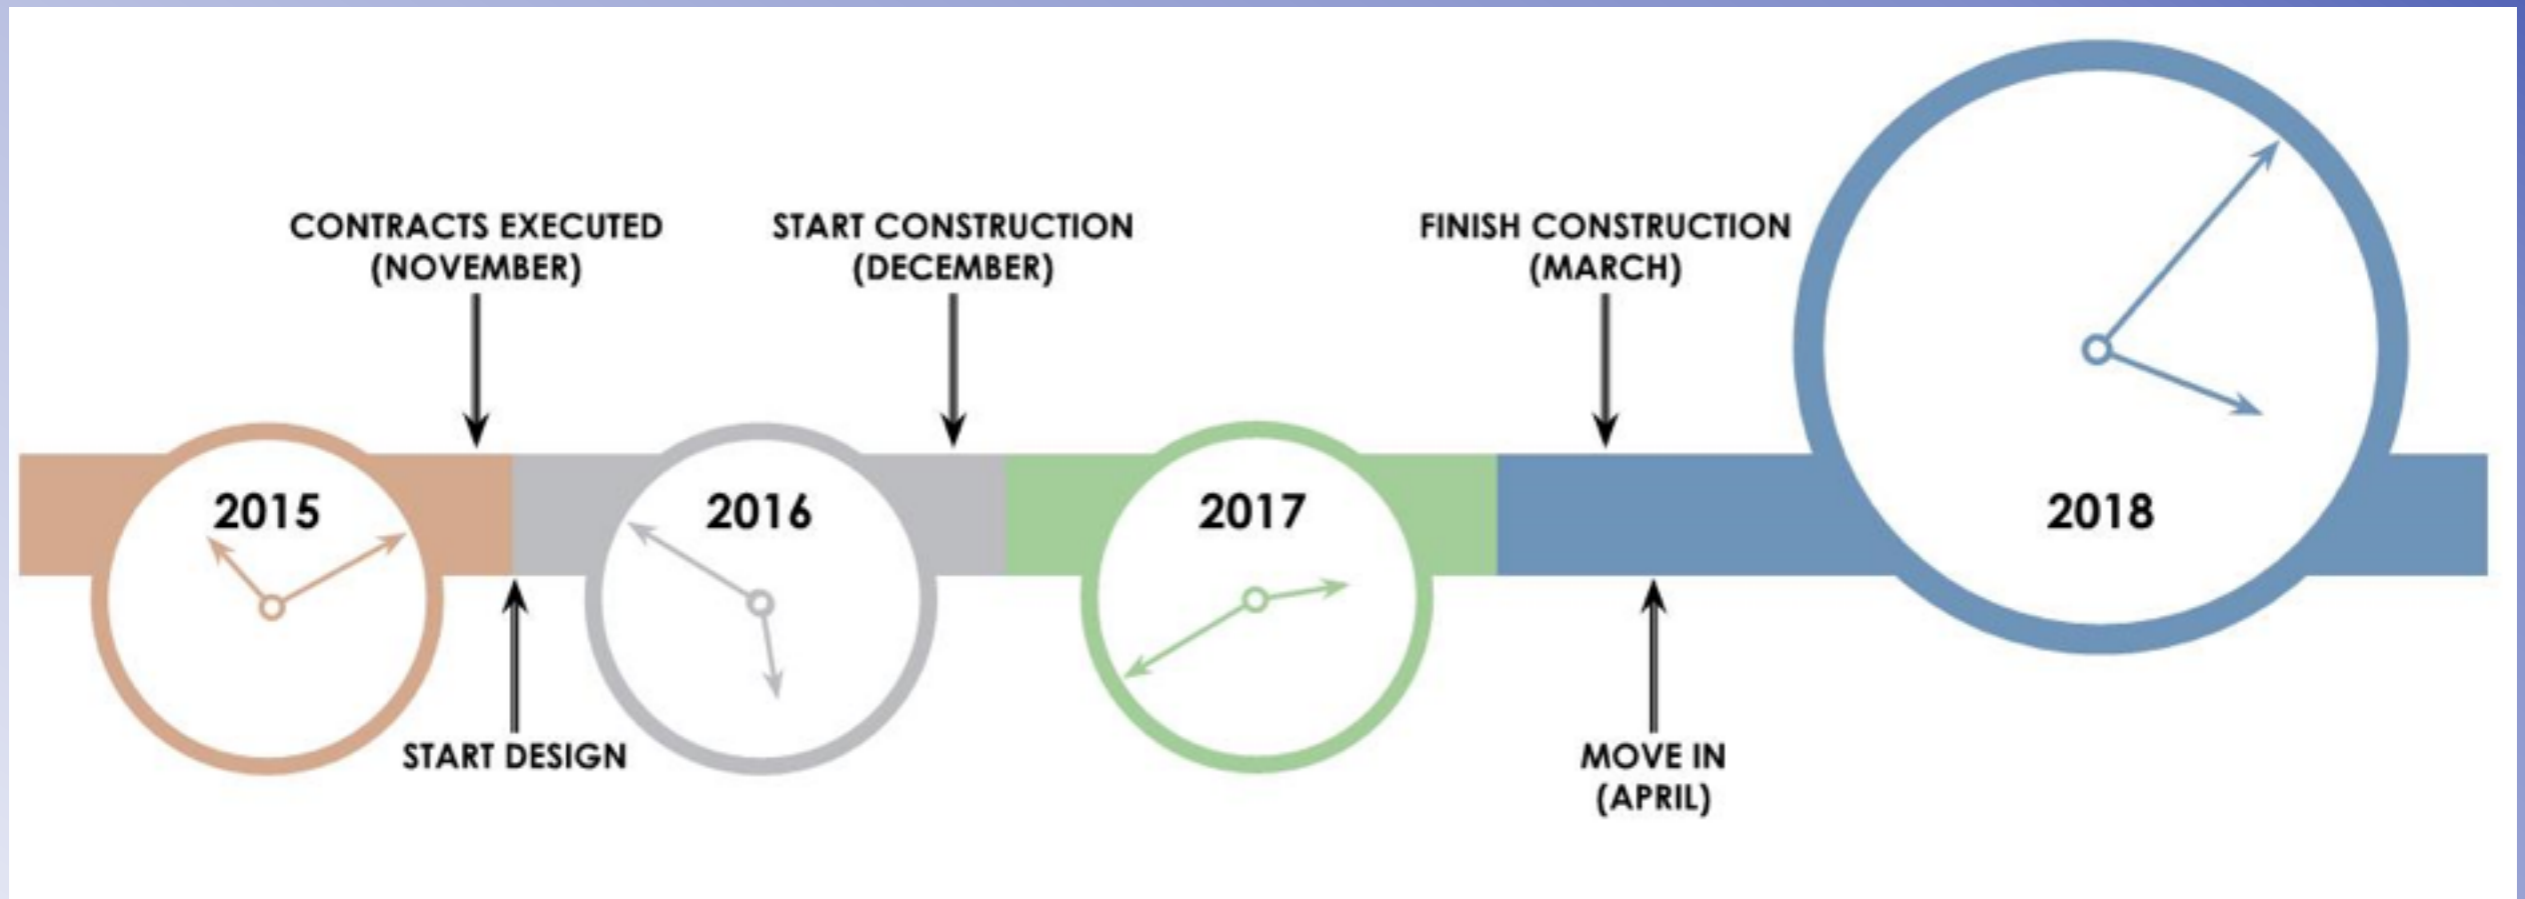 CONTRACTS EXECUTED
(NOVEMBER)
START CONSTRUCTION
(DECEMBER)
FINISH CONSTRUCTION
(MARCH)
2015
2016
2017
2018
START DESIGN
MOVE IN
(APRIL)